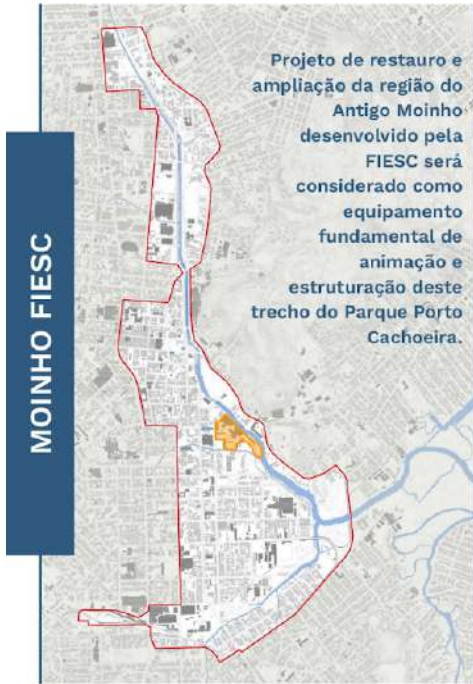 MOINHO FIESC
Projeto de restauro e
ampliação da região do
Antigo Moinho
desenvolvido pela
FIESC será
considerado como
equipamento
fundamental de
animação e
estruturação deste
trecho do Parque Porto
Cachoeira.